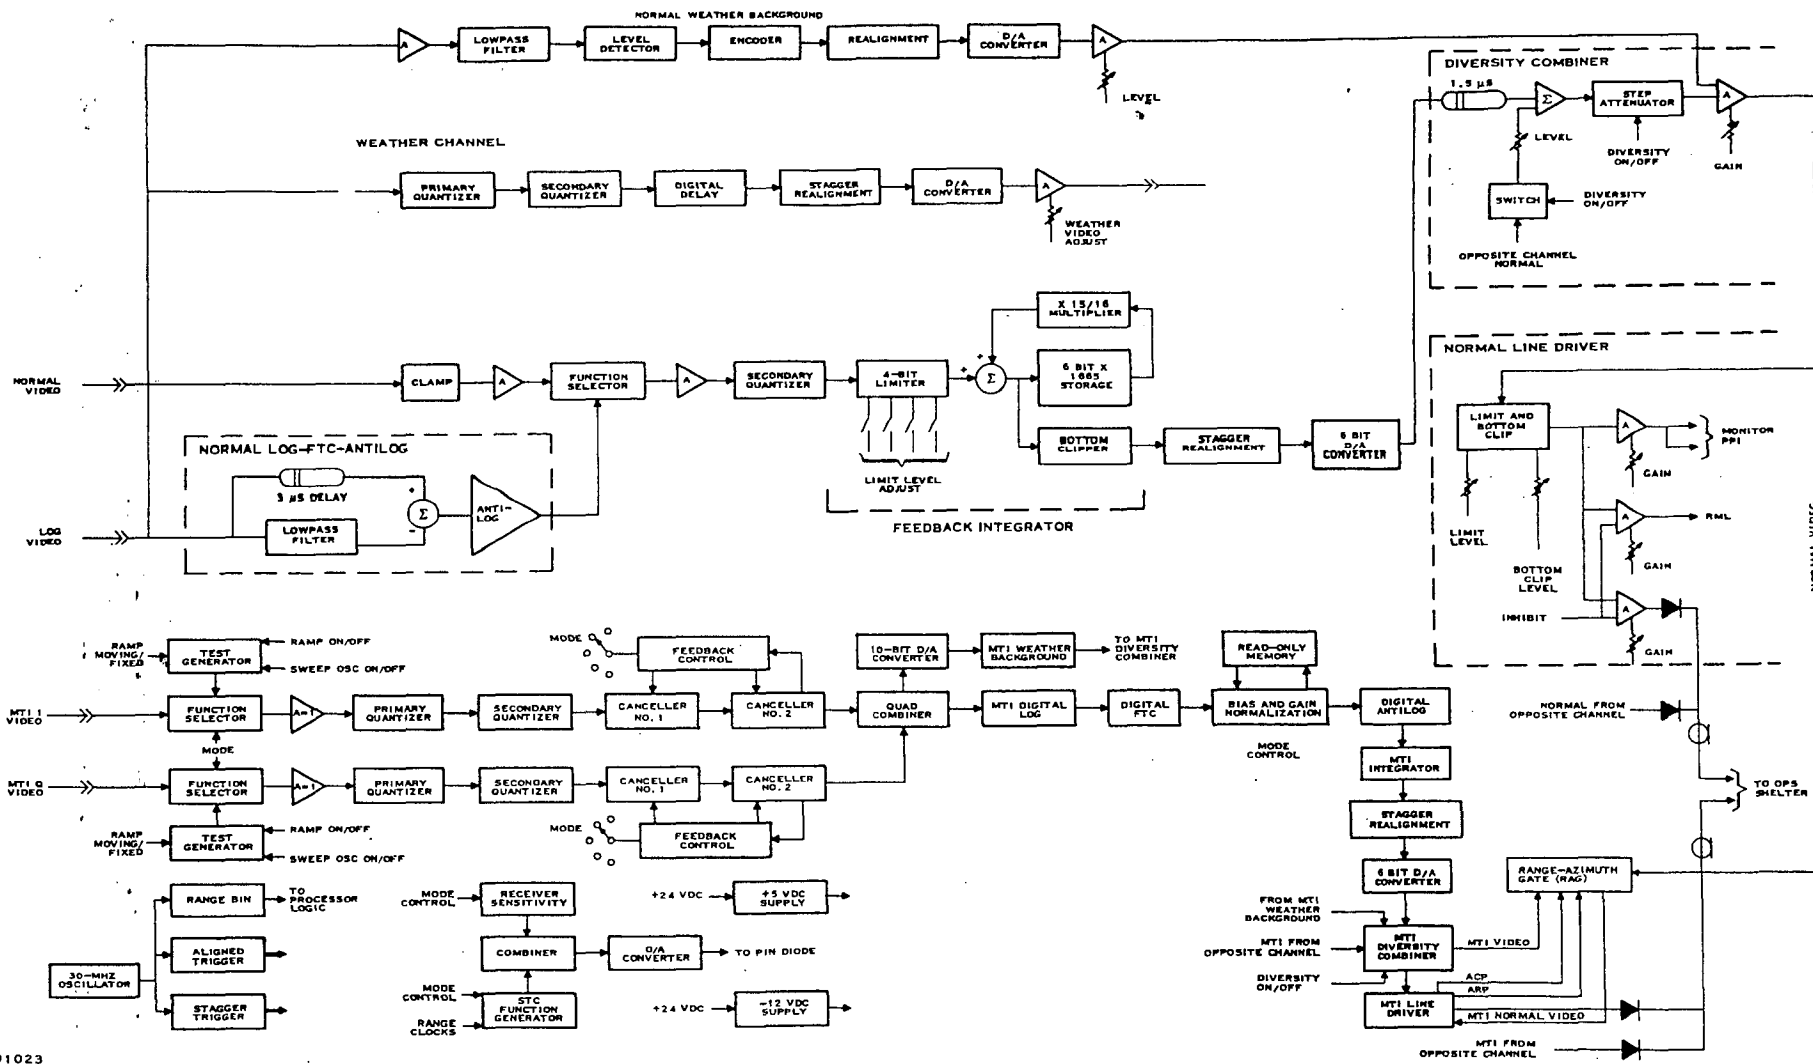 NORMAL WEATHER BACKGROUND
A
LOWPASS
FILTER
LEVEL
DETECTOR
ENCODER
REALIGNMENT
D/A
CONVERTER
A
LEVEL
DIVERSITY COMBINER
1.5 µS
Σ
STEP
ATTENUATOR
A
LEVEL
DIVERSITY
ON/OFF
GAIN
SWITCH
DIVERSITY
ON/OFF
OPPOSITE CHANNEL
NORMAL
WEATHER CHANNEL
PRIMARY
QUANTIZER
SECONDARY
QUANTIZER
DIGITAL
DELAY
STAGGER
REALIGNMENT
D/A
CONVERTER
A
WEATHER
VIDEO
ADJUST
NORMAL
VIDEO
CLAMP
A
FUNCTION
SELECTOR
A
SECONDARY
QUANTIZER
4-BIT
LIMITER
LIMIT LEVEL
ADJUST
+
+
Σ
X 15/16
MULTIPLIER
6 BIT X
1665
STORAGE
BOTTOM
CLIPPER
STAGGER
REALIGNMENT
6 BIT
D/A
CONVERTER
FEEDBACK INTEGRATOR
NORMAL LOG-FTC-ANTILOG
3 µS DELAY
+
Σ
-
ANTI-
LOG
LOWPASS
FILTER
LOG
VIDEO
NORMAL LINE DRIVER
LIMIT AND
BOTTOM
CLIP
A
MONITOR
PPI
GAIN
LIMIT
LEVEL
A
RML
GAIN
BOTTOM
CLIP
LEVEL
INHIBIT
A
GAIN
NORMAL VIDEO
RAMP
MOVING/
FIXED
TEST
GENERATOR
RAMP ON/OFF
SWEEP OSC ON/OFF
MTI I
VIDEO
FUNCTION
SELECTOR
A=1
PRIMARY
QUANTIZER
SECONDARY
QUANTIZER
MODE
FEEDBACK
CONTROL
CANCELLER
NO. 1
CANCELLER
NO. 2
10-BIT D/A
CONVERTER
MTI WEATHER
BACKGROUND
TO MTI
DIVERSITY
COMBINER
QUAD
COMBINER
MTI DIGITAL
LOG
DIGITAL
FTC
READ-ONLY
MEMORY
BIAS AND GAIN
NORMALIZATION
MODE
CONTROL
DIGITAL
ANTILOG
NORMAL FROM
OPPOSITE CHANNEL
MODE
MTI Q
VIDEO
FUNCTION
SELECTOR
A=1
PRIMARY
QUANTIZER
SECONDARY
QUANTIZER
CANCELLER
NO. 1
CANCELLER
NO. 2
MODE
FEEDBACK
CONTROL
RAMP
MOVING/
FIXED
TEST
GENERATOR
RAMP ON/OFF
SWEEP OSC ON/OFF
MTI
INTEGRATOR
TO OPS
SHELTER
STAGGER
REALIGNMENT
6 BIT D/A
CONVERTER
RANGE-AZIMUTH
GATE (RAG)
30-MHZ
OSCILLATOR
RANGE BIN
TO
PROCESSOR
LOGIC
ALIGNED
TRIGGER
STAGGER
TRIGGER
MODE
CONTROL
RECEIVER
SENSITIVITY
COMBINER
D/A
CONVERTER
TO PIN DIODE
MODE
CONTROL
RANGE
CLOCKS
STC
FUNCTION
GENERATOR
+24 VDC
+5 VDC
SUPPLY
+24 VDC
-12 VDC
SUPPLY
FROM MTI
WEATHER
BACKGROUND
MTI FROM
OPPOSITE CHANNEL
DIVERSITY
ON/OFF
MTI
DIVERSITY
COMBINER
MTI VIDEO
ACP
ARP
MTI LINE
DRIVER
MTI NORMAL VIDEO
MTI FROM
OPPOSITE CHANNEL